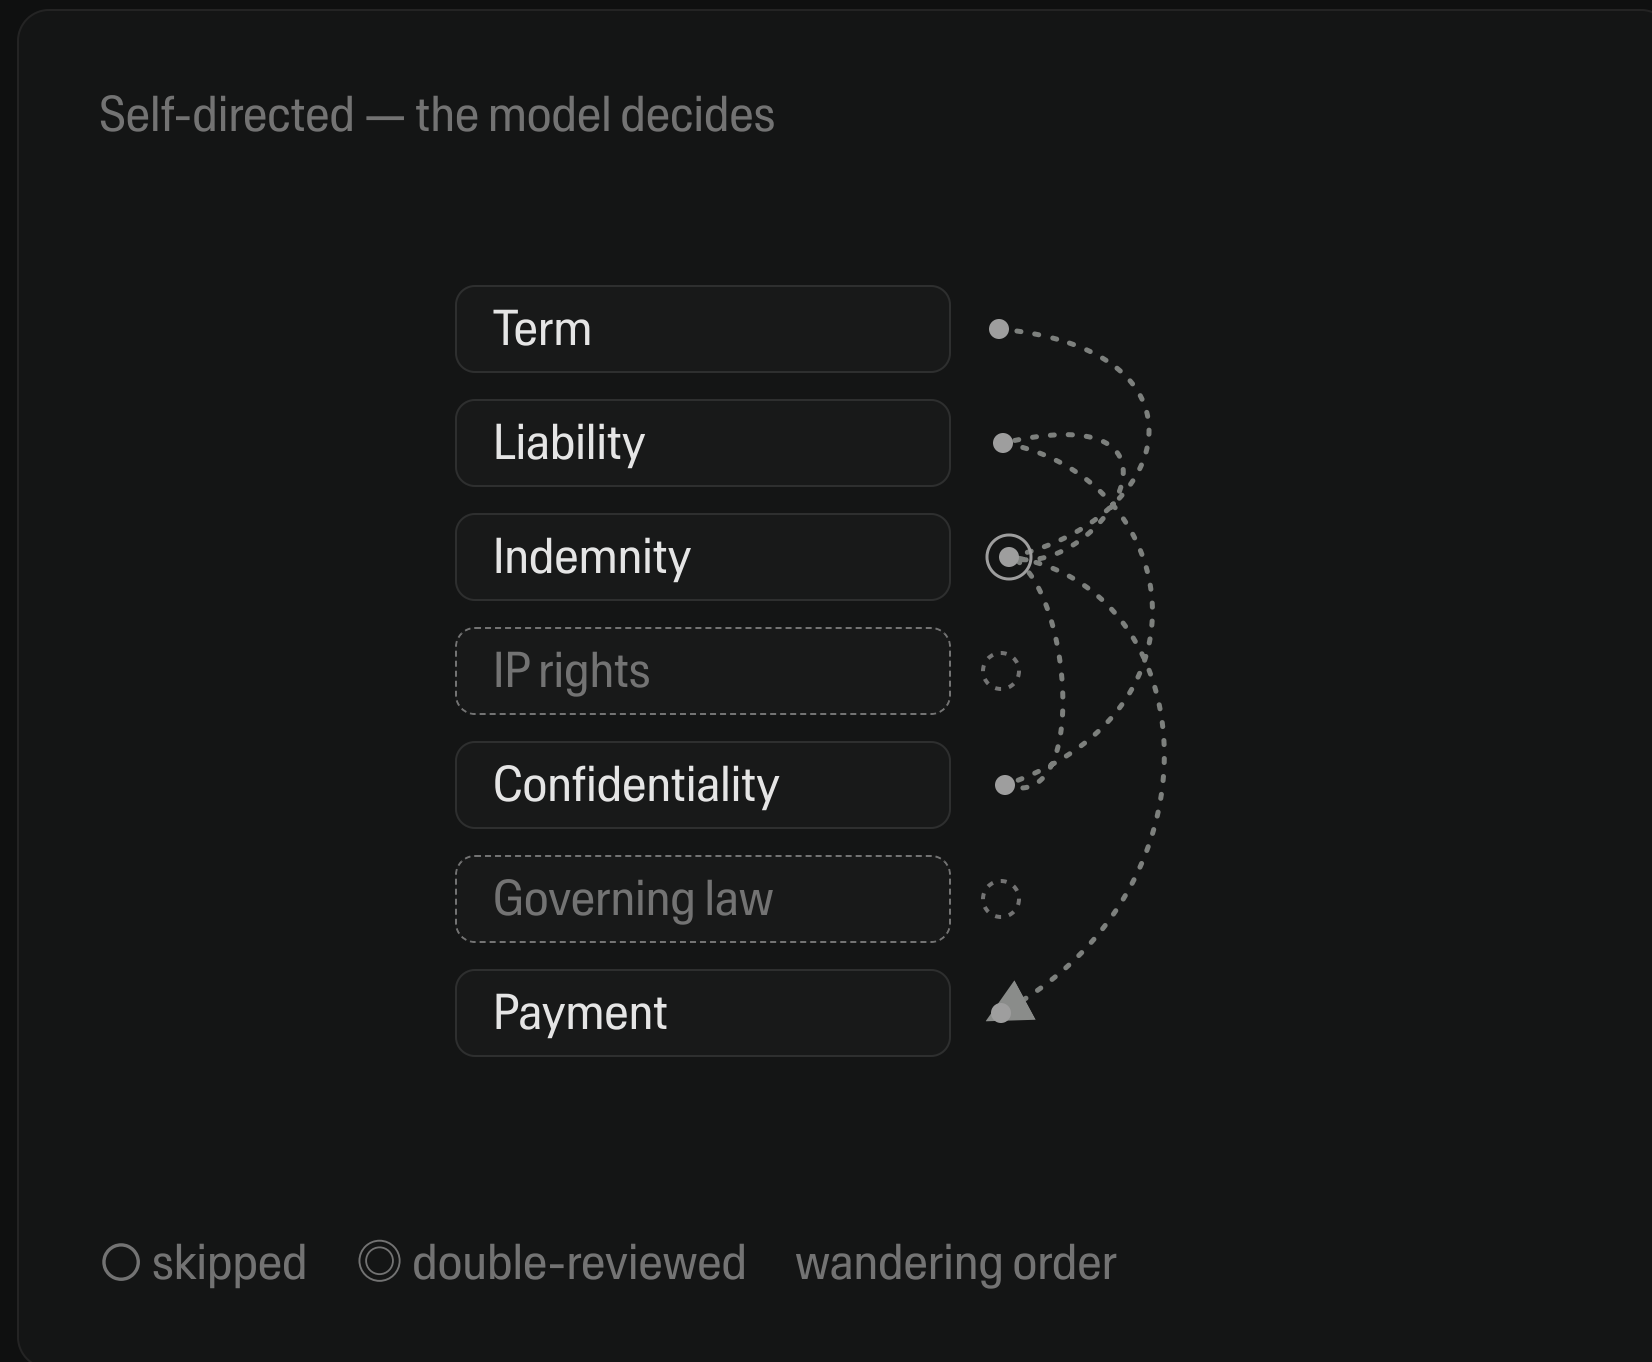 Self-directed — the model decides
Term
Liability
Indemnity
IP rights
Confidentiality
Governing law
Payment
skipped double-reviewed wandering order